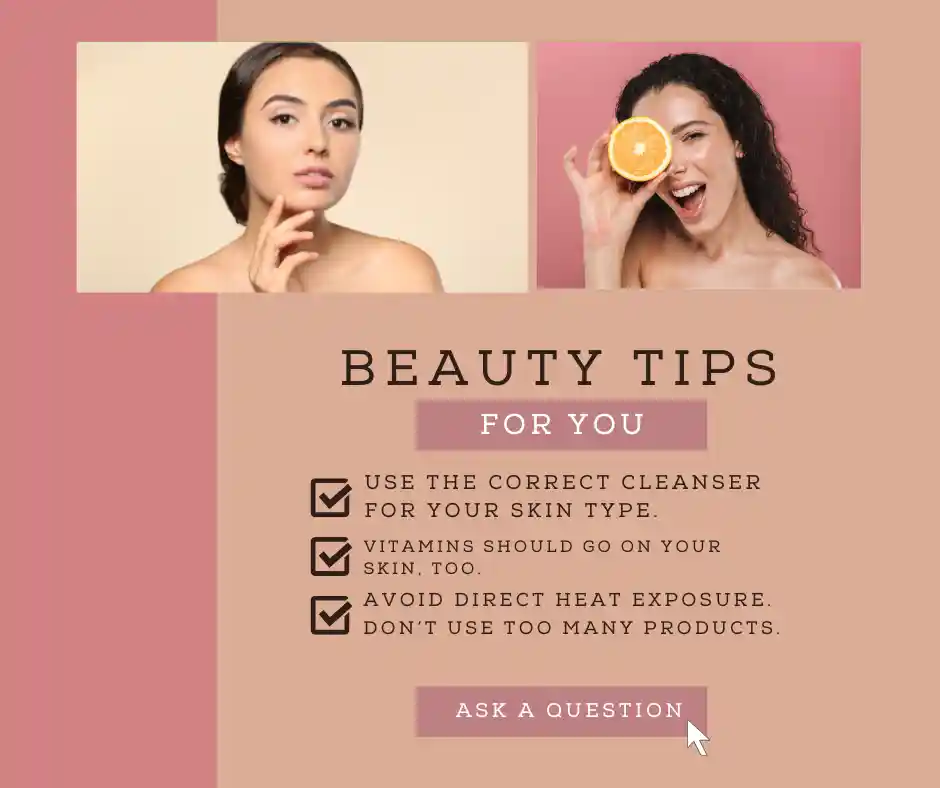 BEAUTY TIPS
FOR YOU
USE THE CORRECT CLEANSER
FOR YOUR SKIN TYPE.
VITAMINS SHOULD GO ON YOUR
SKIN, TOO.
AVOID DIRECT HEAT EXPOSURE.
DON'T USE TOO MANY PRODUCTS.
ASK A QUESTION